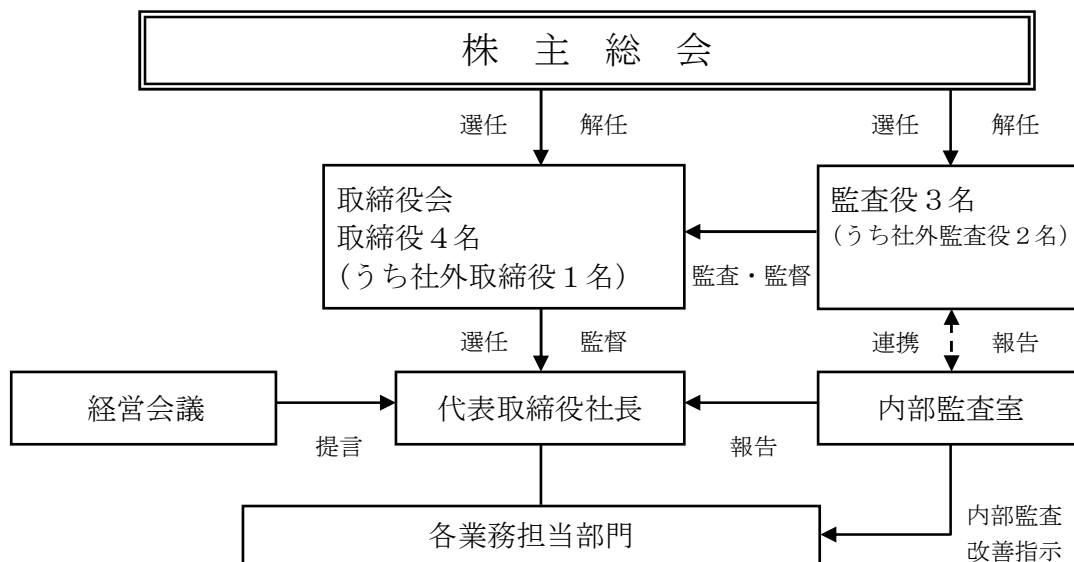 株　主　総　会
選任　解任
選任　解任
取締役会
取締役４名
（うち社外取締役１名）
監査役３名
（うち社外監査役２名）
監査・監督
選任　監督
連携　報告
経営会議
代表取締役社長
内部監査室
提言
報告
各業務担当部門
内部監査
改善指示